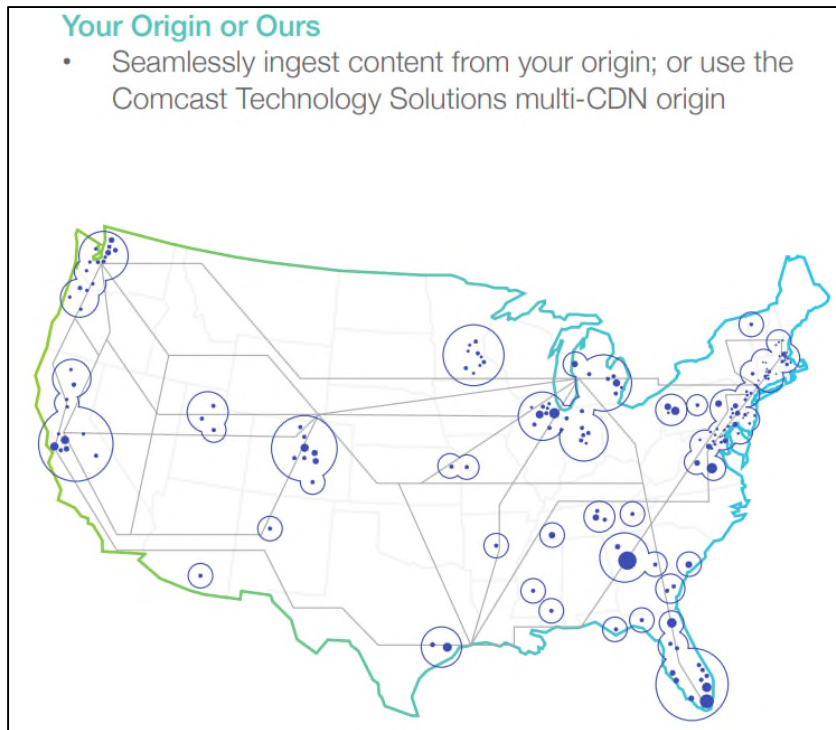 Your Origin or Ours
• Seamlessly ingest content from your origin; or use the
Comcast Technology Solutions multi-CDN origin